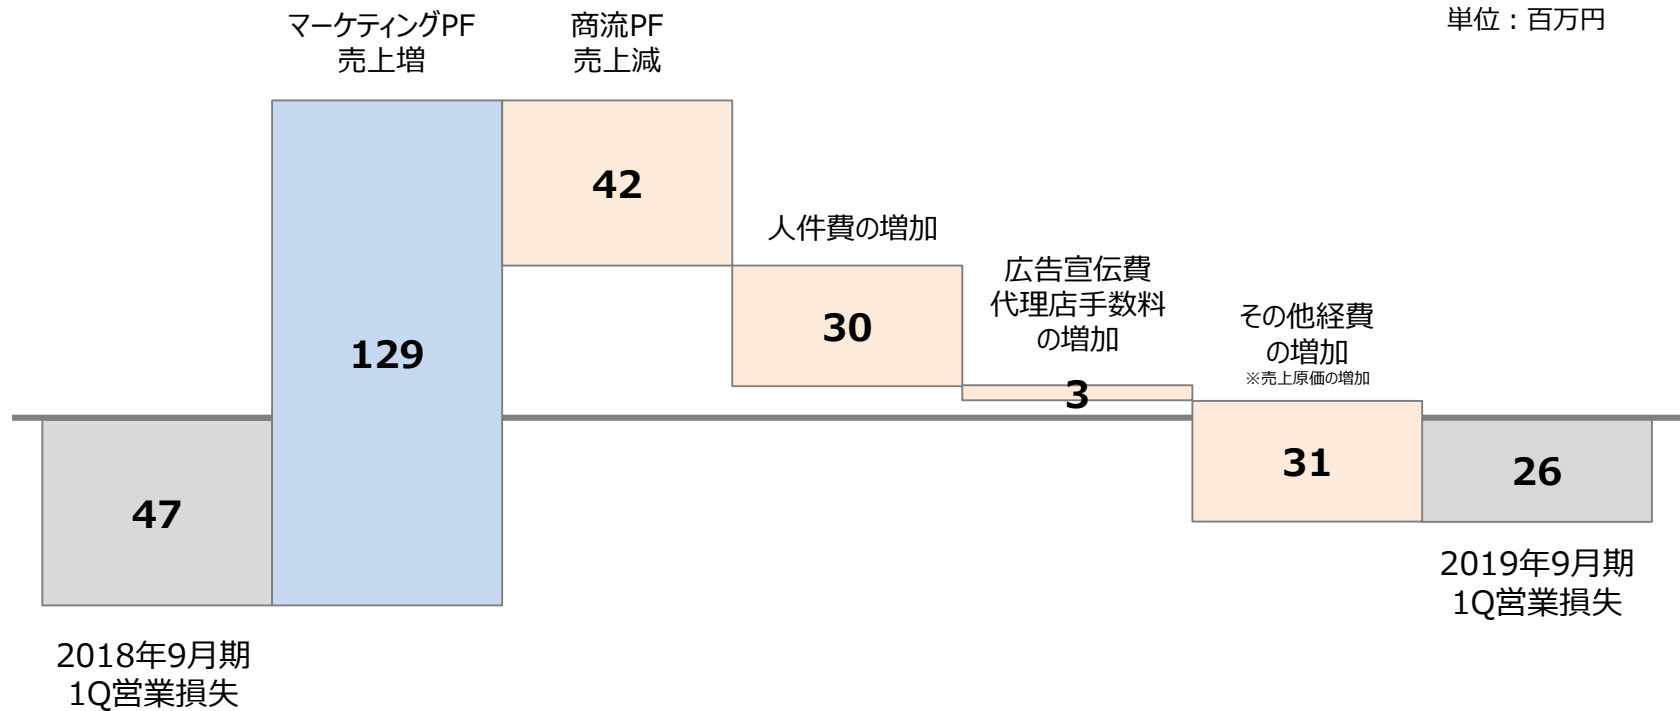 単位：百万円
マーケティングPF
売上増
商流PF
売上減
42
人件費の増加
30
広告宣伝費
代理店手数料
の増加
3
その他経費
の増加
※売上原価の増加
129
31
26
47
2018年9月期
1Q営業損失
2019年9月期
1Q営業損失